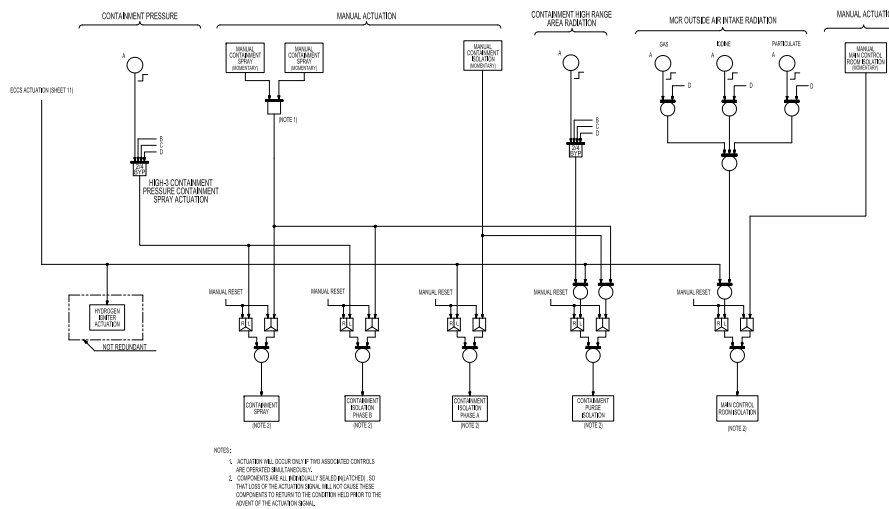 CONTAINMENT PRESSURE
MANUAL ACTUATION
CONTAINMENT HIGH RANGE
AREA RADIATION
MCR OUTSIDE AIR INTAKE RADIATION
MANUAL ACTUATI
A
MANUAL
CONTAINMENT
SPRAY
(MOMENTARY)
MANUAL
CONTAINMENT
SPRAY
(MOMENTARY)
MANUAL
CONTAINMENT
ISOLATION
(MOMENTARY)
A
GAS
A
IODINE
A
PARTICULATE
A
MANUAL
MAIN CONTROL
ROOM ISOLATION
(MOMENTARY)
ECCS ACTUATION (SHEET 11)
D
D
D
(NOTE 1)
B
C
D
2/4
BYP
B
C
D
2/4
BYP
HIGH-3 CONTAINMENT
PRESSURE CONTAINMENT
SPRAY ACTUATION
MANUAL RESET
MANUAL RESET
MANUAL RESET
MANUAL RESET
MANUAL RESET
HYDROGEN
IGNITER
ACTUATION
NOT REDUNDANT
R L
R L
R L
R L
R L
CONTAINMENT
SPRAY
(NOTE 2)
CONTAINMENT
ISOLATION
PHASE B
(NOTE 2)
CONTAINMENT
ISOLATION
PHASE A
(NOTE 2)
CONTAINMENT
PURGE
ISOLATION
(NOTE 2)
MAIN CONTROL
ROOM ISOLATION
(NOTE 2)
NOTES :
1. ACTUATION WILL OCCUR ONLY IF TWO ASSOCIATED CONTROLS
ARE OPERATED SIMULTANEOUSLY.
2. COMPONENTS ARE ALL INDIVIDUALLY SEALED IN(LATCHED) , SO
THAT LOSS OF THE ACTUATION SIGNAL WILL NOT CAUSE THESE
COMPONENTS TO RETURN TO THE CONDITION HELD PRIOR TO THE
ADVENT OF THE ACTUATION SIGNAL.